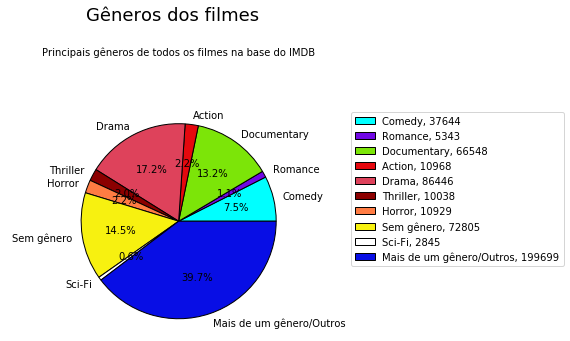 Gêneros dos filmes
Principais gêneros de todos os filmes na base do IMDB
Action
Drama
Documentary
Thriller
Horror
Romance
Comedy
Sem gênero
Sci-Fi
Mais de um gênero/Outros
17.2%
2.2%
13.2%
1.1%
7.5%
2.0%
2.2%
14.5%
0.6%
39.7%
Comedy, 37644
Romance, 5343
Documentary, 66548
Action, 10968
Drama, 86446
Thriller, 10038
Horror, 10929
Sem gênero, 72805
Sci-Fi, 2845
Mais de um gênero/Outros, 199699